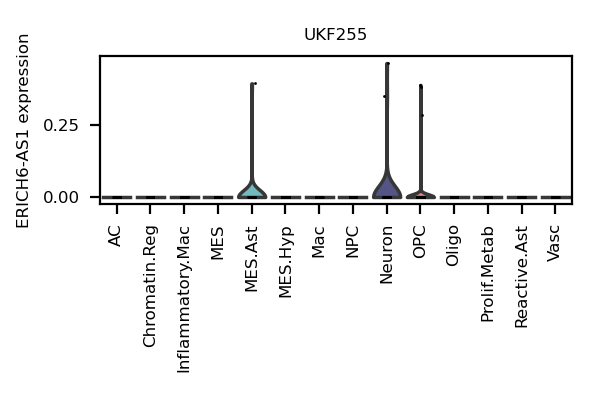 UKF255
ERICH6-AS1 expression
0.25
0.00
AC
Chromatin.Reg
Inflammatory.Mac
MES
MES.Ast
MES.Hyp
Mac
NPC
Neuron
OPC
Oligo
Prolif.Metab
Reactive.Ast
Vasc